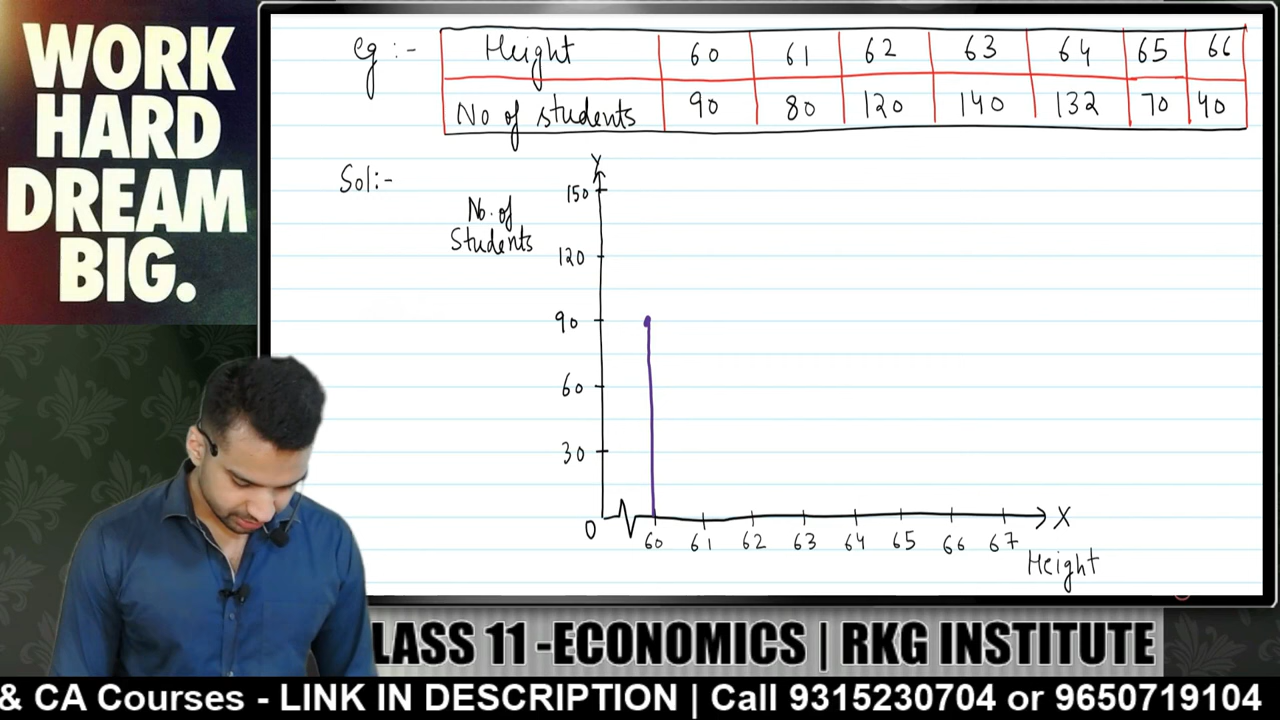 WORK
HARD
DREAM
BIG.
eg :-
Height 60 61 62 63 64 65 66
No of students 90 80 120 140 132 70 40
Sol:-
Y
No. of
Students
150
120
90
60
30
0
60 61 62 63 64 65 66 67
X
Height
LASS 11 -ECONOMICS | RKG INSTITUTE
& CA Courses - LINK IN DESCRIPTION | Call 9315230704 or 9650719104